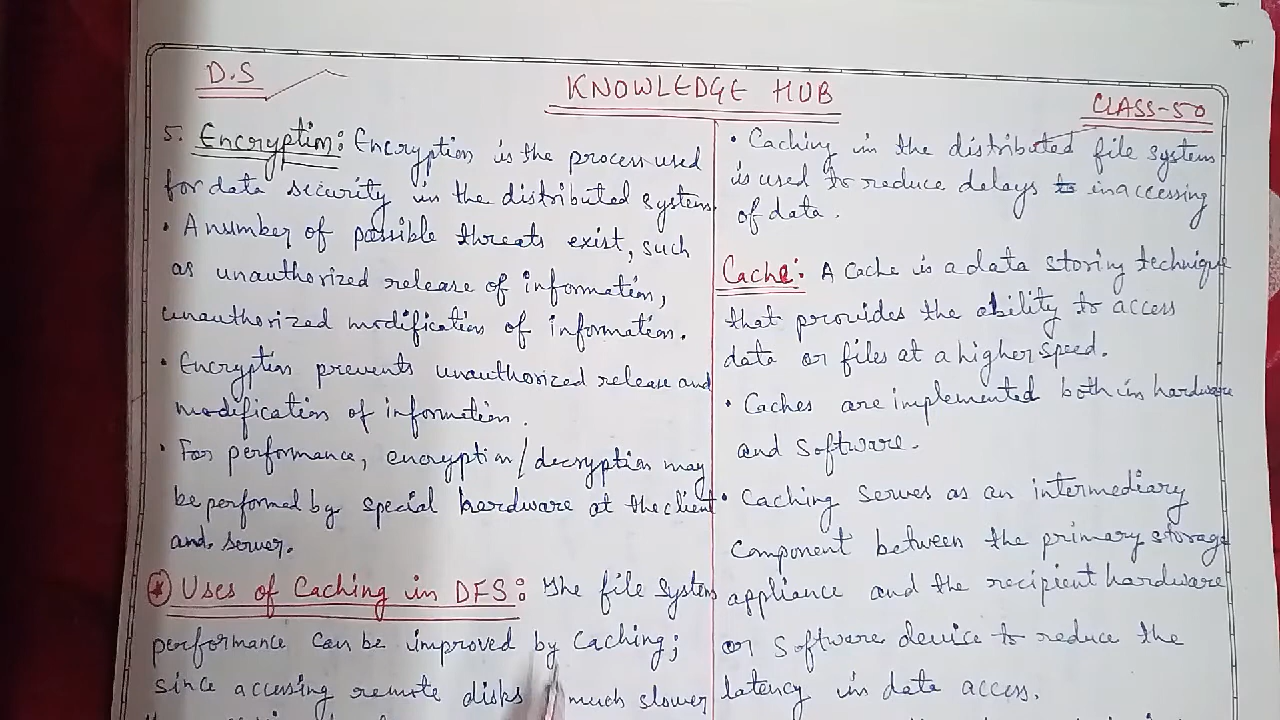 D.S
KNOWLEDGE HUB
CLASS-50
5. Encryption: Encryption is the process used
for data security in the distributed systems
• A number of possible threats exist, such
as unauthorized release of information,
unauthorized modification of information.
• Encryption prevents unauthorized release and
modification of information.
• For performance, encryption/decryption may
be performed by special hardware at the client
and server.
* Uses of Caching in DFS: The file system
performance can be improved by Caching;
since accessing remote disks much slower
• Caching in the distributed file systems
is used to reduce delays in accessing
of data.
Cache: A Cache is a data storing technique
that provides the ability to access
data or files at a higher speed.
• Caches are implemented both in hardware
and Software.
• Caching serves as an intermediary
Component between the primary storage
appliance and the recipient hardware
or Software device to reduce the
latency in data access.